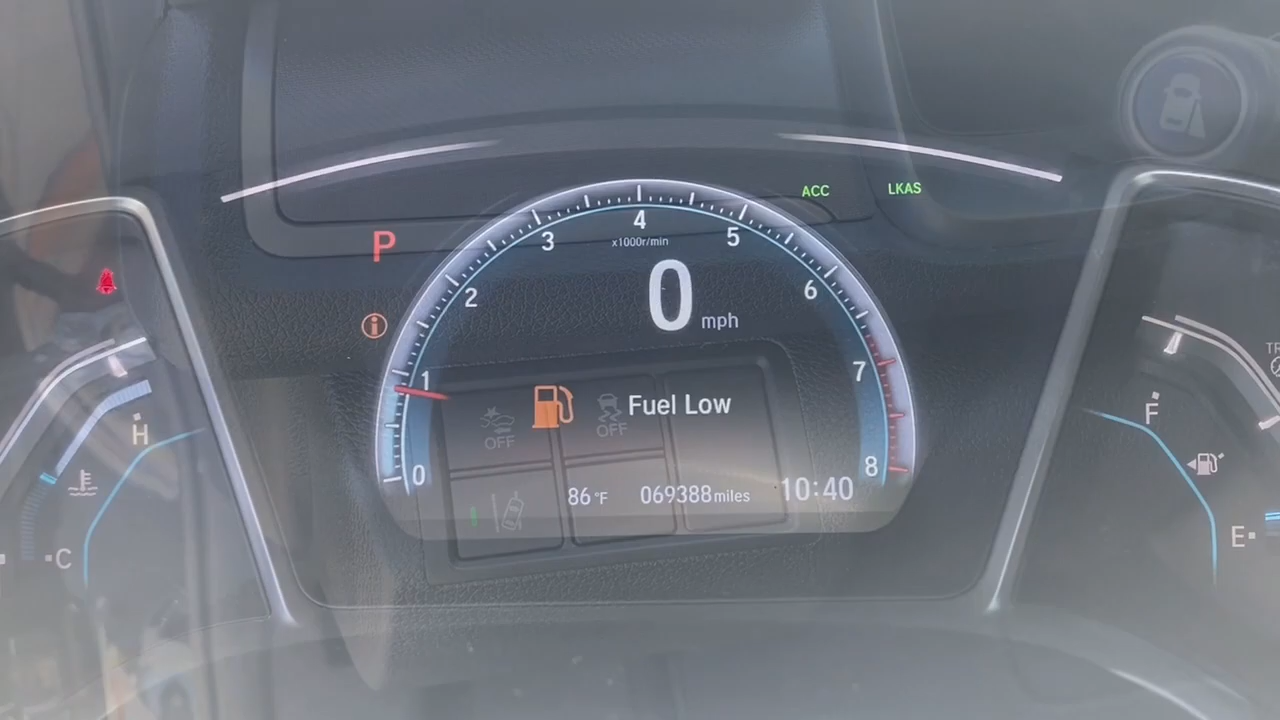 ACC LKAS
4
3 5
x1000r/min
P
2 6
0 mph
7
1
Fuel Low
OFF OFF
H
F
8
0
86°F 069388 miles 10:40
C
E
TR